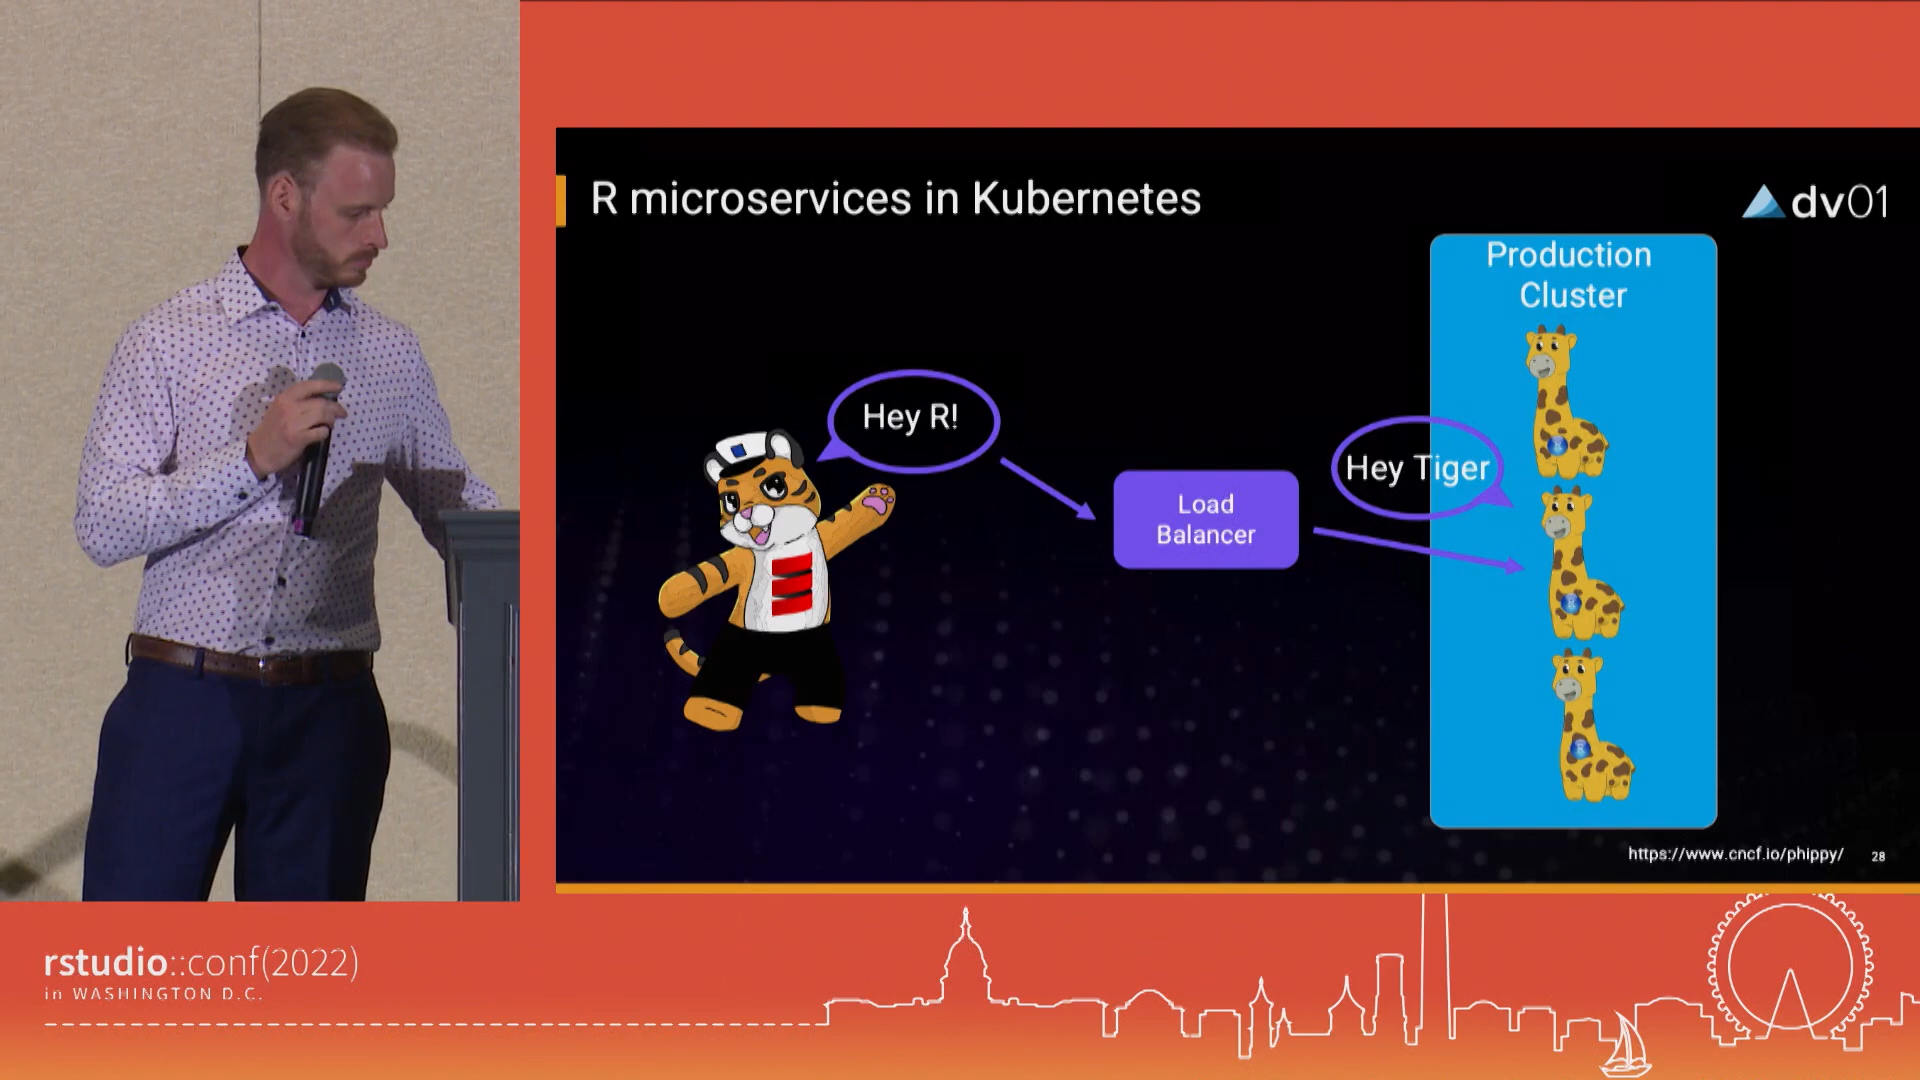 R microservices in Kubernetes
dv01
Production
Cluster
Hey R!
Hey Tiger
Load
Balancer
https://www.cncf.io/phippy/
28
rstudio::conf(2022)
in WASHINGTON D.C.